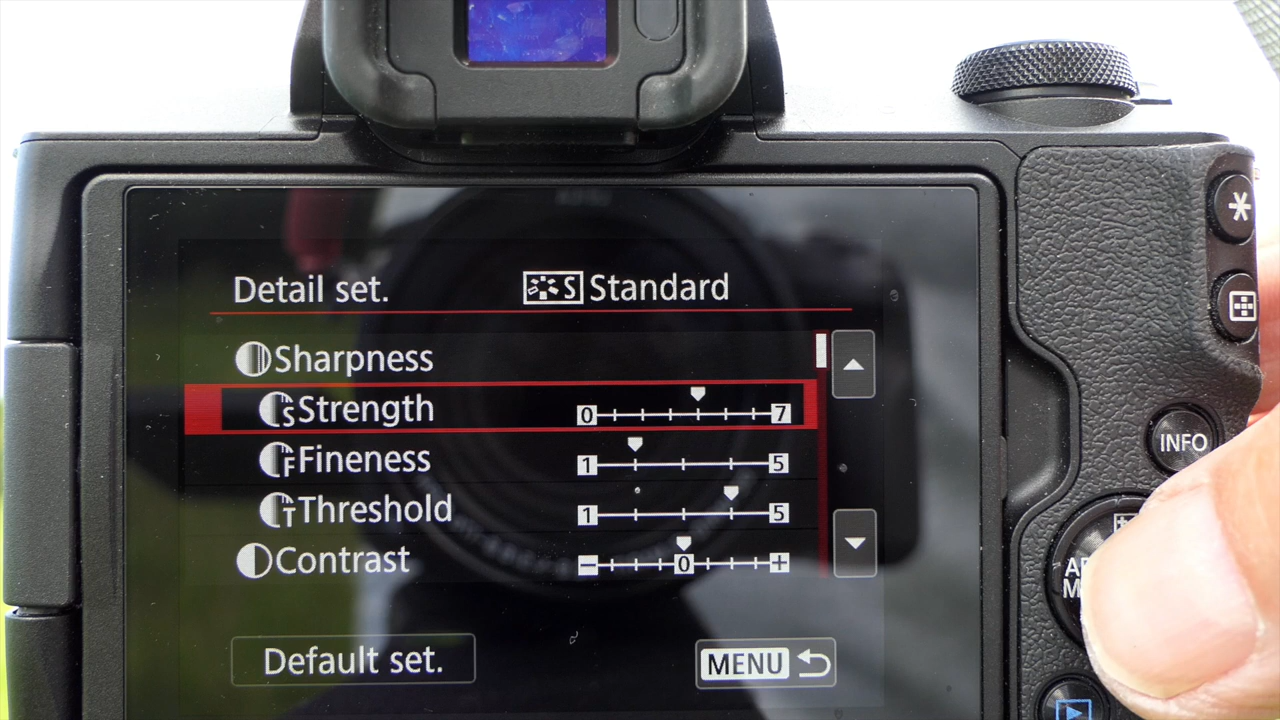 Detail set. S Standard
Sharpness
S Strength 0 7
F Fineness 1 5
T Threshold 1 5
Contrast − 0 +
Default set. MENU
INFO